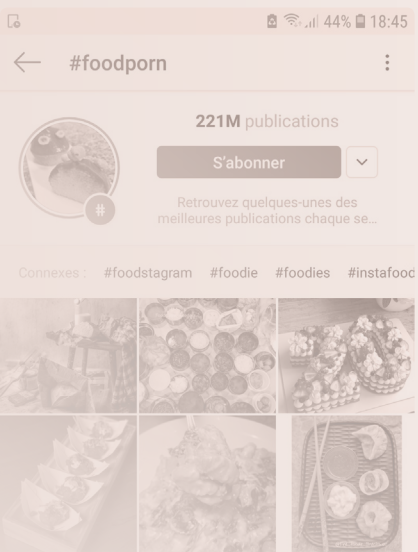 44% 18:45
#foodporn
221M publications
S'abonner
#
Retrouvez quelques-unes des
meilleures publications chaque se...
Connexes : #foodstagram #foodie #foodies #instafood